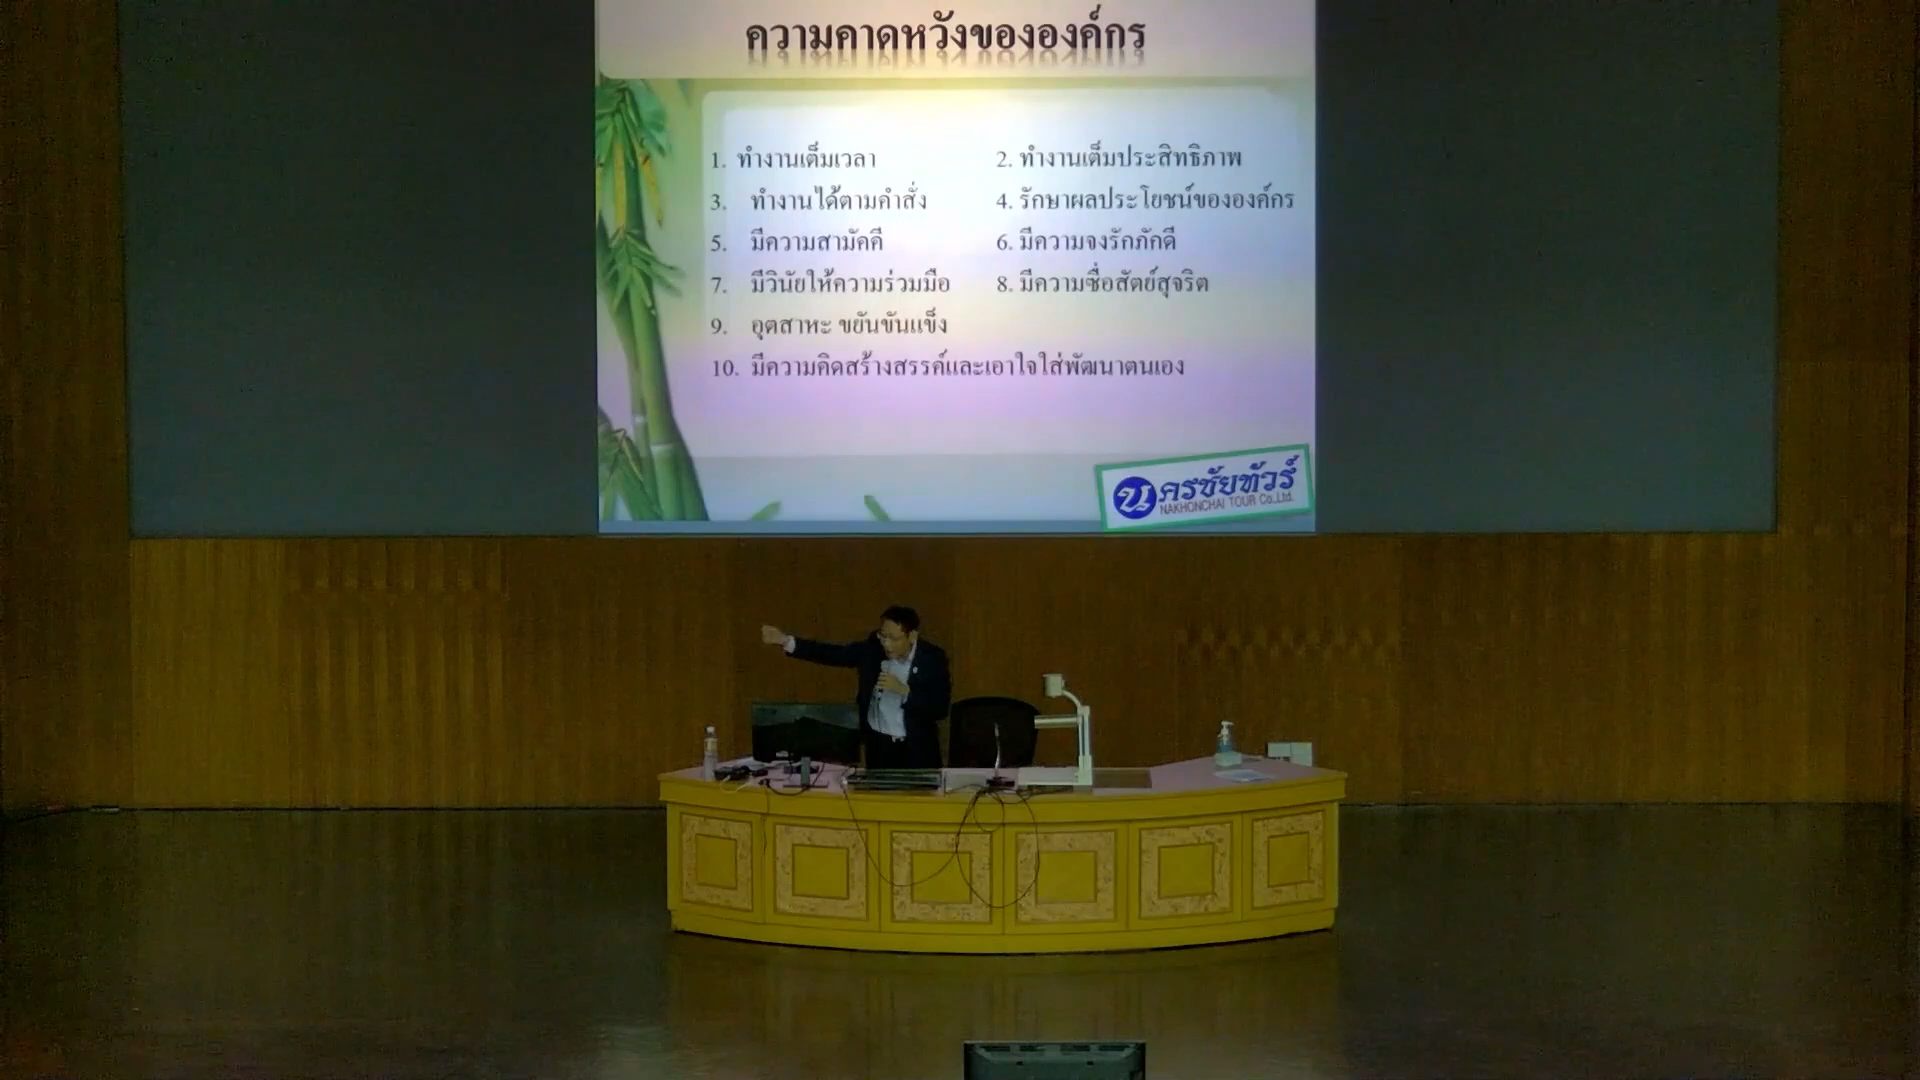 ความคาดหวังขององค์กร
1. ทำงานเต็มเวลา 2. ทำงานเต็มประสิทธิภาพ
3. ทำงานได้ตามคำสั่ง 4. รักษาผลประโยชน์ขององค์กร
5. มีความสามัคคี 6. มีความจงรักภักดี
7. มีวินัยให้ความร่วมมือ 8. มีความซื่อสัตย์สุจริต
9. อุตสาหะ ขยันขันแข็ง
10. มีความคิดสร้างสรรค์และเอาใจใส่พัฒนาตนเอง
นครชัยทัวร์
NAKHONCHAI TOUR Co.,Ltd.